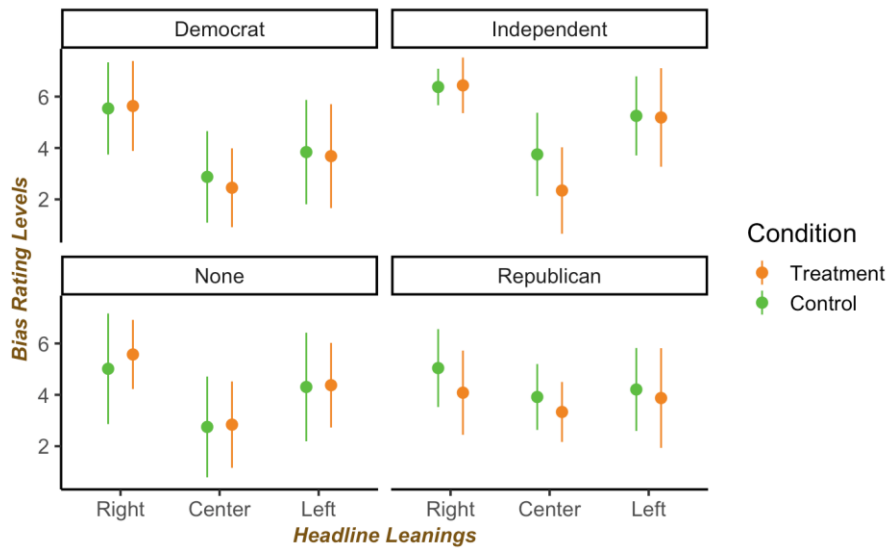 Democrat
Independent
6
4
2
None
Republican
6
4
2
Right
Center
Left
Right
Center
Left
Bias Rating Levels
Headline Leanings
Condition
Treatment
Control